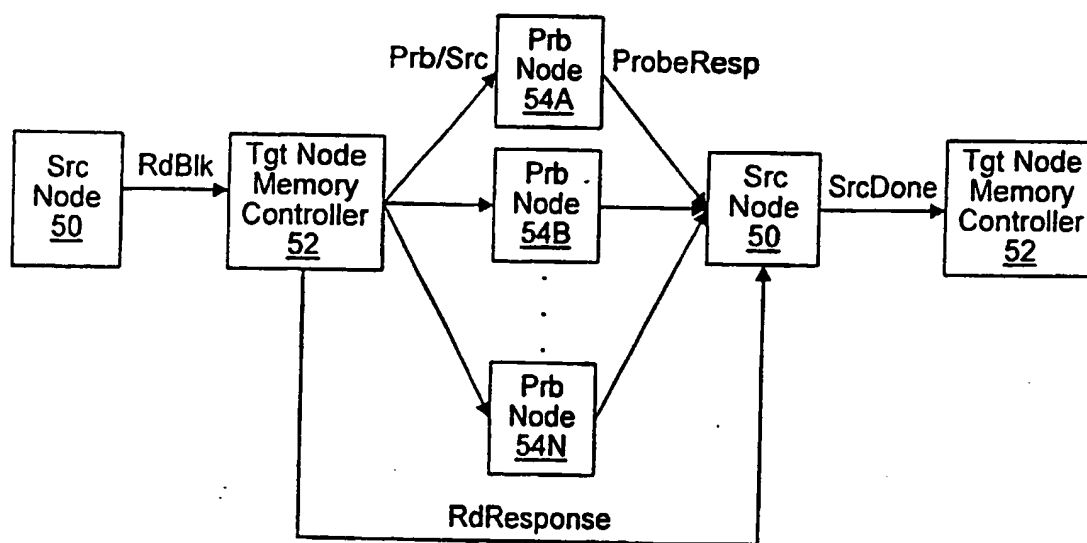 Src
Node
50
RdBlk
Tgt Node
Memory
Controller
52
Prb/Src
Prb
Node
54A
ProbeResp
Prb
Node
54B
Prb
Node
54N
Src
Node
50
SrcDone
Tgt Node
Memory
Controller
52
RdResponse